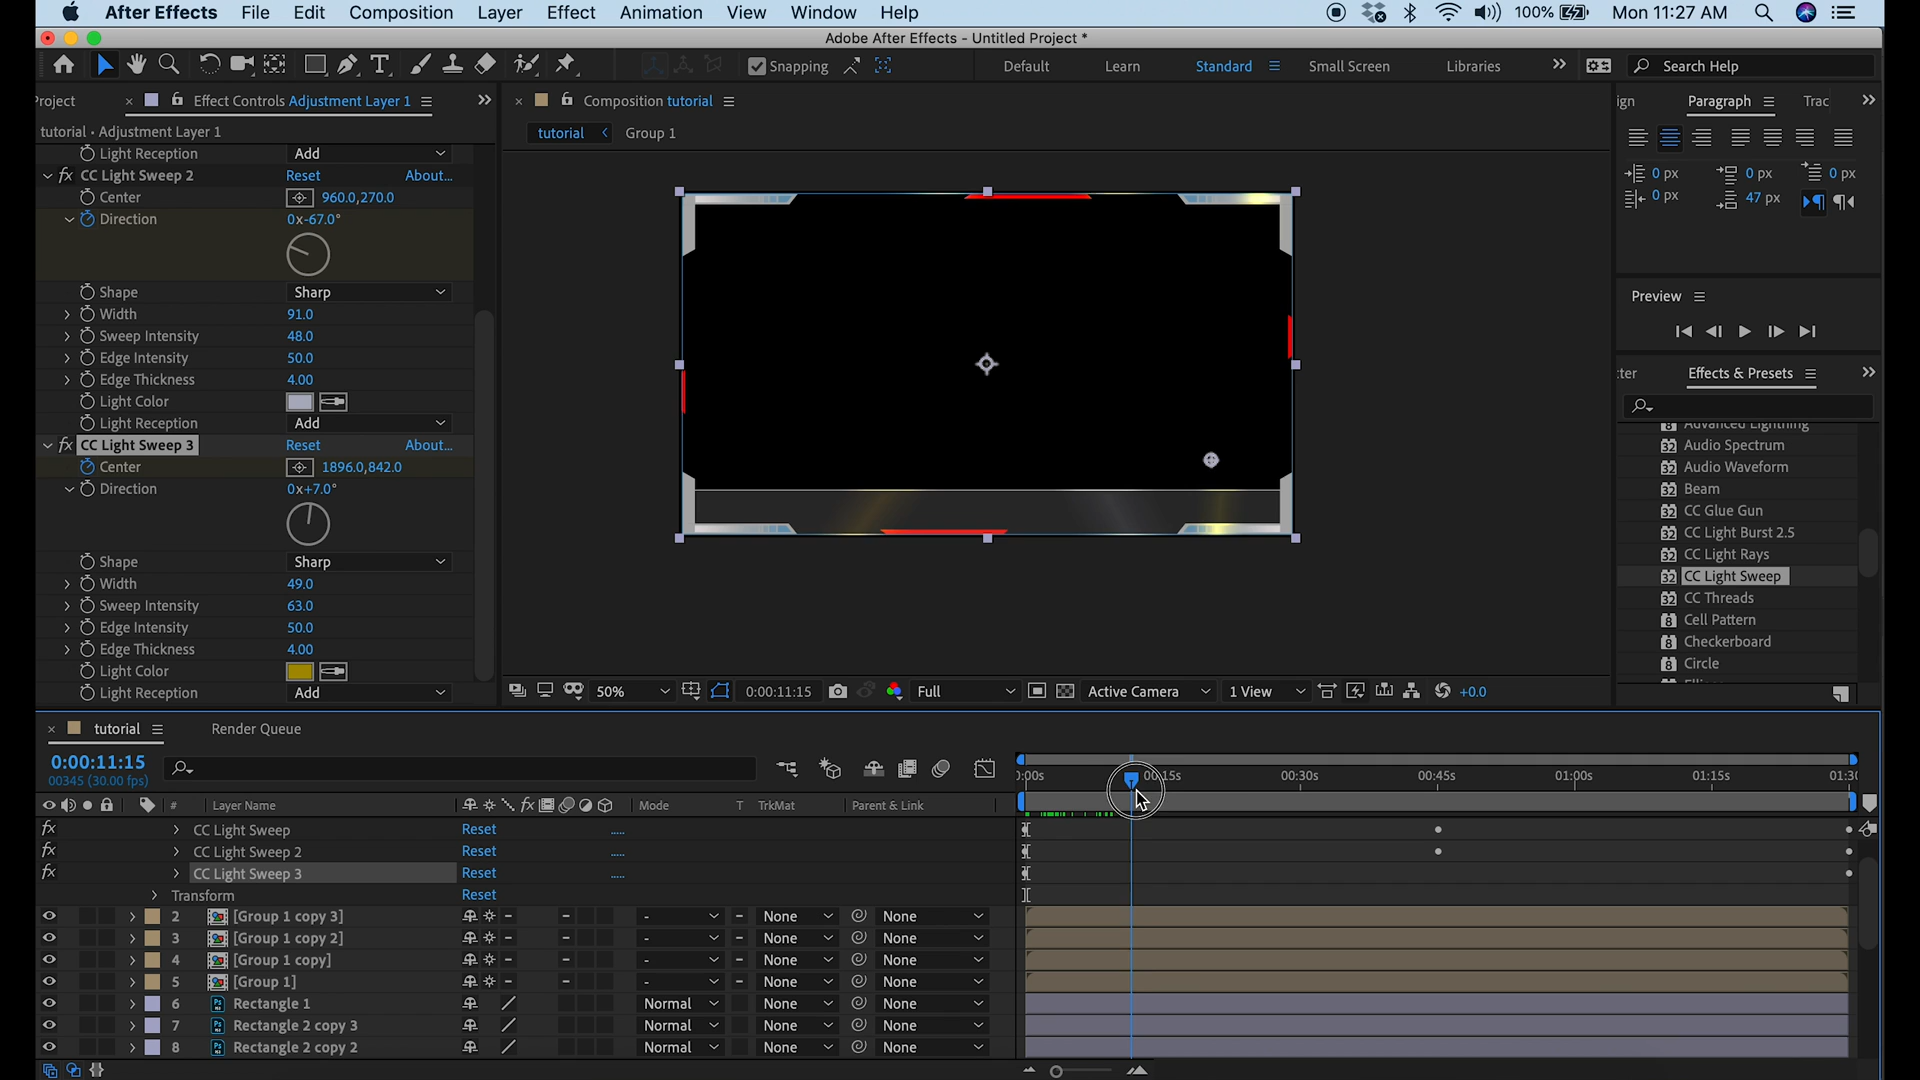 After Effects File Edit Composition Layer Effect Animation View Window Help 100% Mon 11:27 AM
Adobe After Effects - Untitled Project *
Snapping Default Learn Standard Small Screen Libraries Search Help
Project Effect Controls Adjustment Layer 1 Composition tutorial ign Paragraph Trac
tutorial • Adjustment Layer 1 tutorial Group 1
Light Reception Add
fx CC Light Sweep 2 Reset About...
Center 960.0,270.0
Direction 0x-67.0°
Shape Sharp
Width 91.0
Sweep Intensity 48.0
Edge Intensity 50.0
Edge Thickness 4.00
Light Color
Light Reception Add
fx CC Light Sweep 3 Reset About...
Center 1896.0,842.0
Direction 0x+7.0°
Shape Sharp
Width 49.0
Sweep Intensity 63.0
Edge Intensity 50.0
Edge Thickness 4.00
Light Color
Light Reception Add
50% 0:00:11:15 Full Active Camera 1 View +0.0
0 px 0 px 0 px
0 px 47 px
Preview
ter Effects & Presets
Advanced Lightning
Audio Spectrum
Audio Waveform
Beam
CC Glue Gun
CC Light Burst 2.5
CC Light Rays
CC Light Sweep
CC Threads
Cell Pattern
Checkerboard
Circle
tutorial Render Queue
0:00:11:15
00345 (30.00 fps)
):00s 00:15s 00:30s 00:45s 01:00s 01:15s 01:30
# Layer Name fx Mode T TrkMat Parent & Link
fx CC Light Sweep Reset .....
fx CC Light Sweep 2 Reset .....
fx CC Light Sweep 3 Reset .....
Transform Reset
2 [Group 1 copy 3] - None None
3 [Group 1 copy 2] - None None
4 [Group 1 copy] - None None
5 [Group 1] - None None
6 Rectangle 1 Normal None None
7 Rectangle 2 copy 3 Normal None None
8 Rectangle 2 copy 2 Normal None None